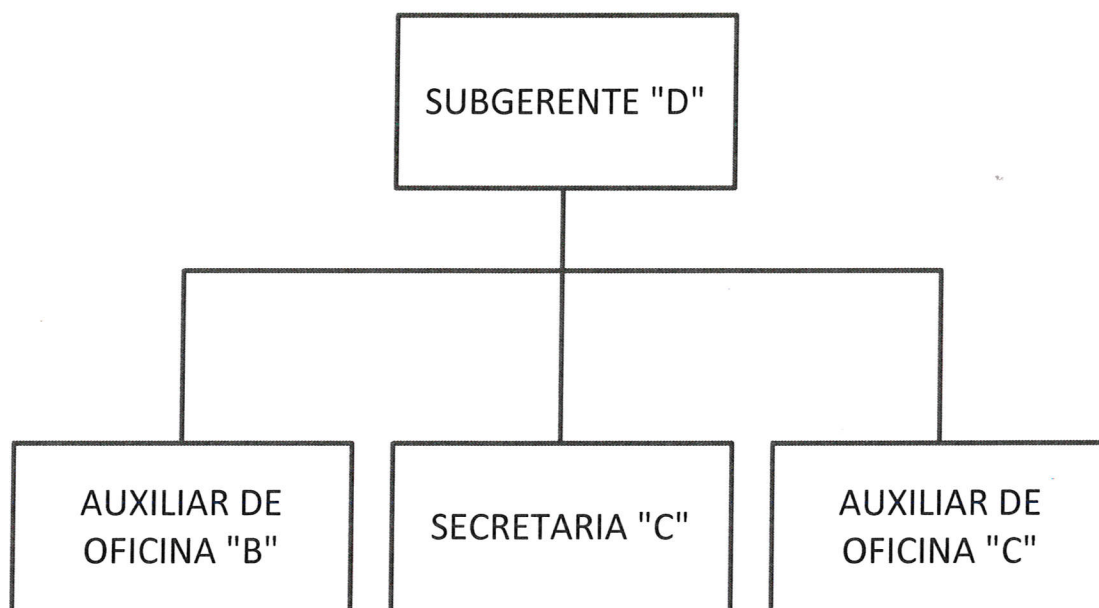 SUBGERENTE "D"
AUXILIAR DE
OFICINA "B"
SECRETARIA "C"
AUXILIAR DE
OFICINA "C"